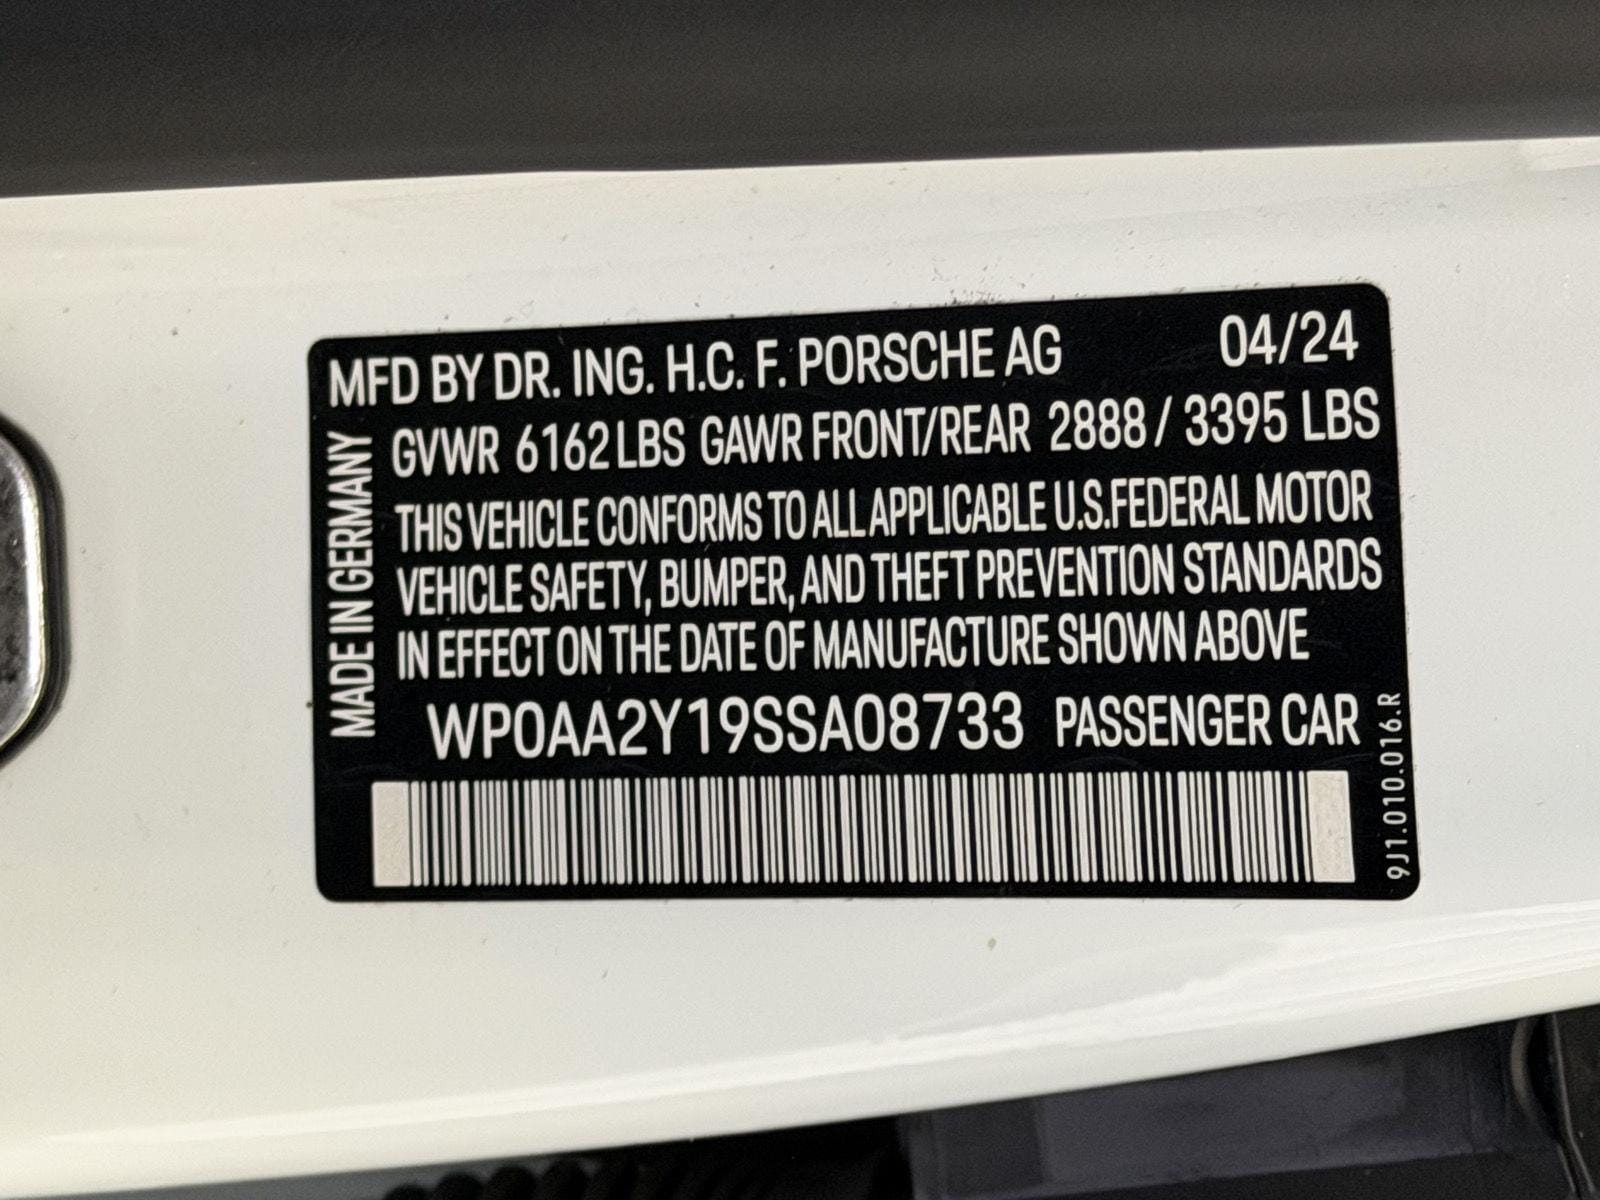 MFD BY DR. ING. H.C. F. PORSCHE AG 04/24
GVWR 6162 LBS GAWR FRONT/REAR 2888 / 3395 LBS
THIS VEHICLE CONFORMS TO ALL APPLICABLE U.S.FEDERAL MOTOR
VEHICLE SAFETY, BUMPER, AND THEFT PREVENTION STANDARDS
IN EFFECT ON THE DATE OF MANUFACTURE SHOWN ABOVE
WP0AA2Y19SSA08733 PASSENGER CAR
MADE IN GERMANY
9J1.010.016.R